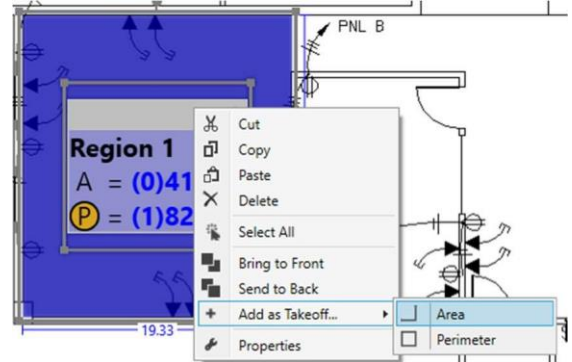 PNL B
Region 1
A = (0)41
P = (1)82
19.33
Cut
Copy
Paste
Delete
Select All
Bring to Front
Send to Back
Add as Takeoff...
Properties
Area
Perimeter